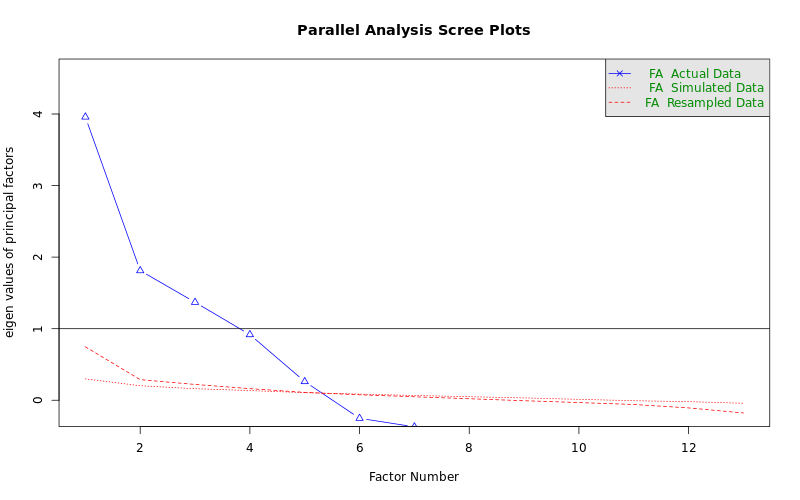 Parallel Analysis Scree Plots
FA Actual Data
FA Simulated Data
FA Resampled Data
eigen values of principal factors
4
3
2
1
0
2 4 6 8 10 12
Factor Number